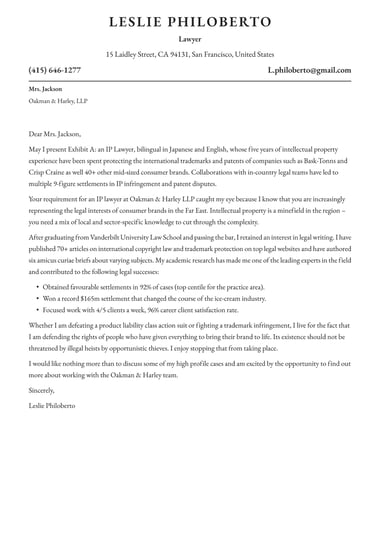 LESLIE PHILOBERTO
Lawyer
15 Laidley Street, CA 94131, San Francisco, United States
(415) 646-1277
L.philoberto@gmail.com
Mrs. Jackson
Oakman & Harley, LLP
Dear Mrs. Jackson,
May I present Exhibit A: an IP Lawyer, bilingual in Japanese and English, whose five years of intellectual property
experience have been spent protecting the international trademarks and patents of companies such as Bask-Tonns and
Crisp Craine as well 40+ other mid-sized consumer brands. Collaborations with in-country legal teams have led to
multiple 9-figure settlements in IP infringement and patent disputes.
Your requirement for an IP lawyer at Oakman & Harley LLP caught my eye because I know that you are increasingly
representing the legal interests of consumer brands in the Far East. Intellectual property is a minefield in the region –
you need a mix of local and sector-specific knowledge to cut through the complexity.
After graduating from Vanderbilt University Law School and passing the bar, I retained an interest in legal writing. I have
published 70+ articles on international copyright law and trademark protection on top legal websites and have authored
six amicus curiae briefs about varying subjects. My academic research has made me one of the leading experts in the field
and contributed to the following legal successes:
• Obtained favourable settlements in 92% of cases (top centile for the practice area).
• Won a record $165m settlement that changed the course of the ice-cream industry.
• Focused work with 4/5 clients a week, 96% career client satisfaction rate.
Whether I am defeating a product liability class action suit or fighting a trademark infringement, I live for the fact that
I am defending the rights of people who have given everything to bring their brand to life. Its existence should not be
threatened by illegal heists by opportunistic thieves. I enjoy stopping that from taking place.
I would like nothing more than to discuss some of my high profile cases and am excited by the opportunity to find out
more about working with the Oakman & Harley team.
Sincerely,
Leslie Philoberto